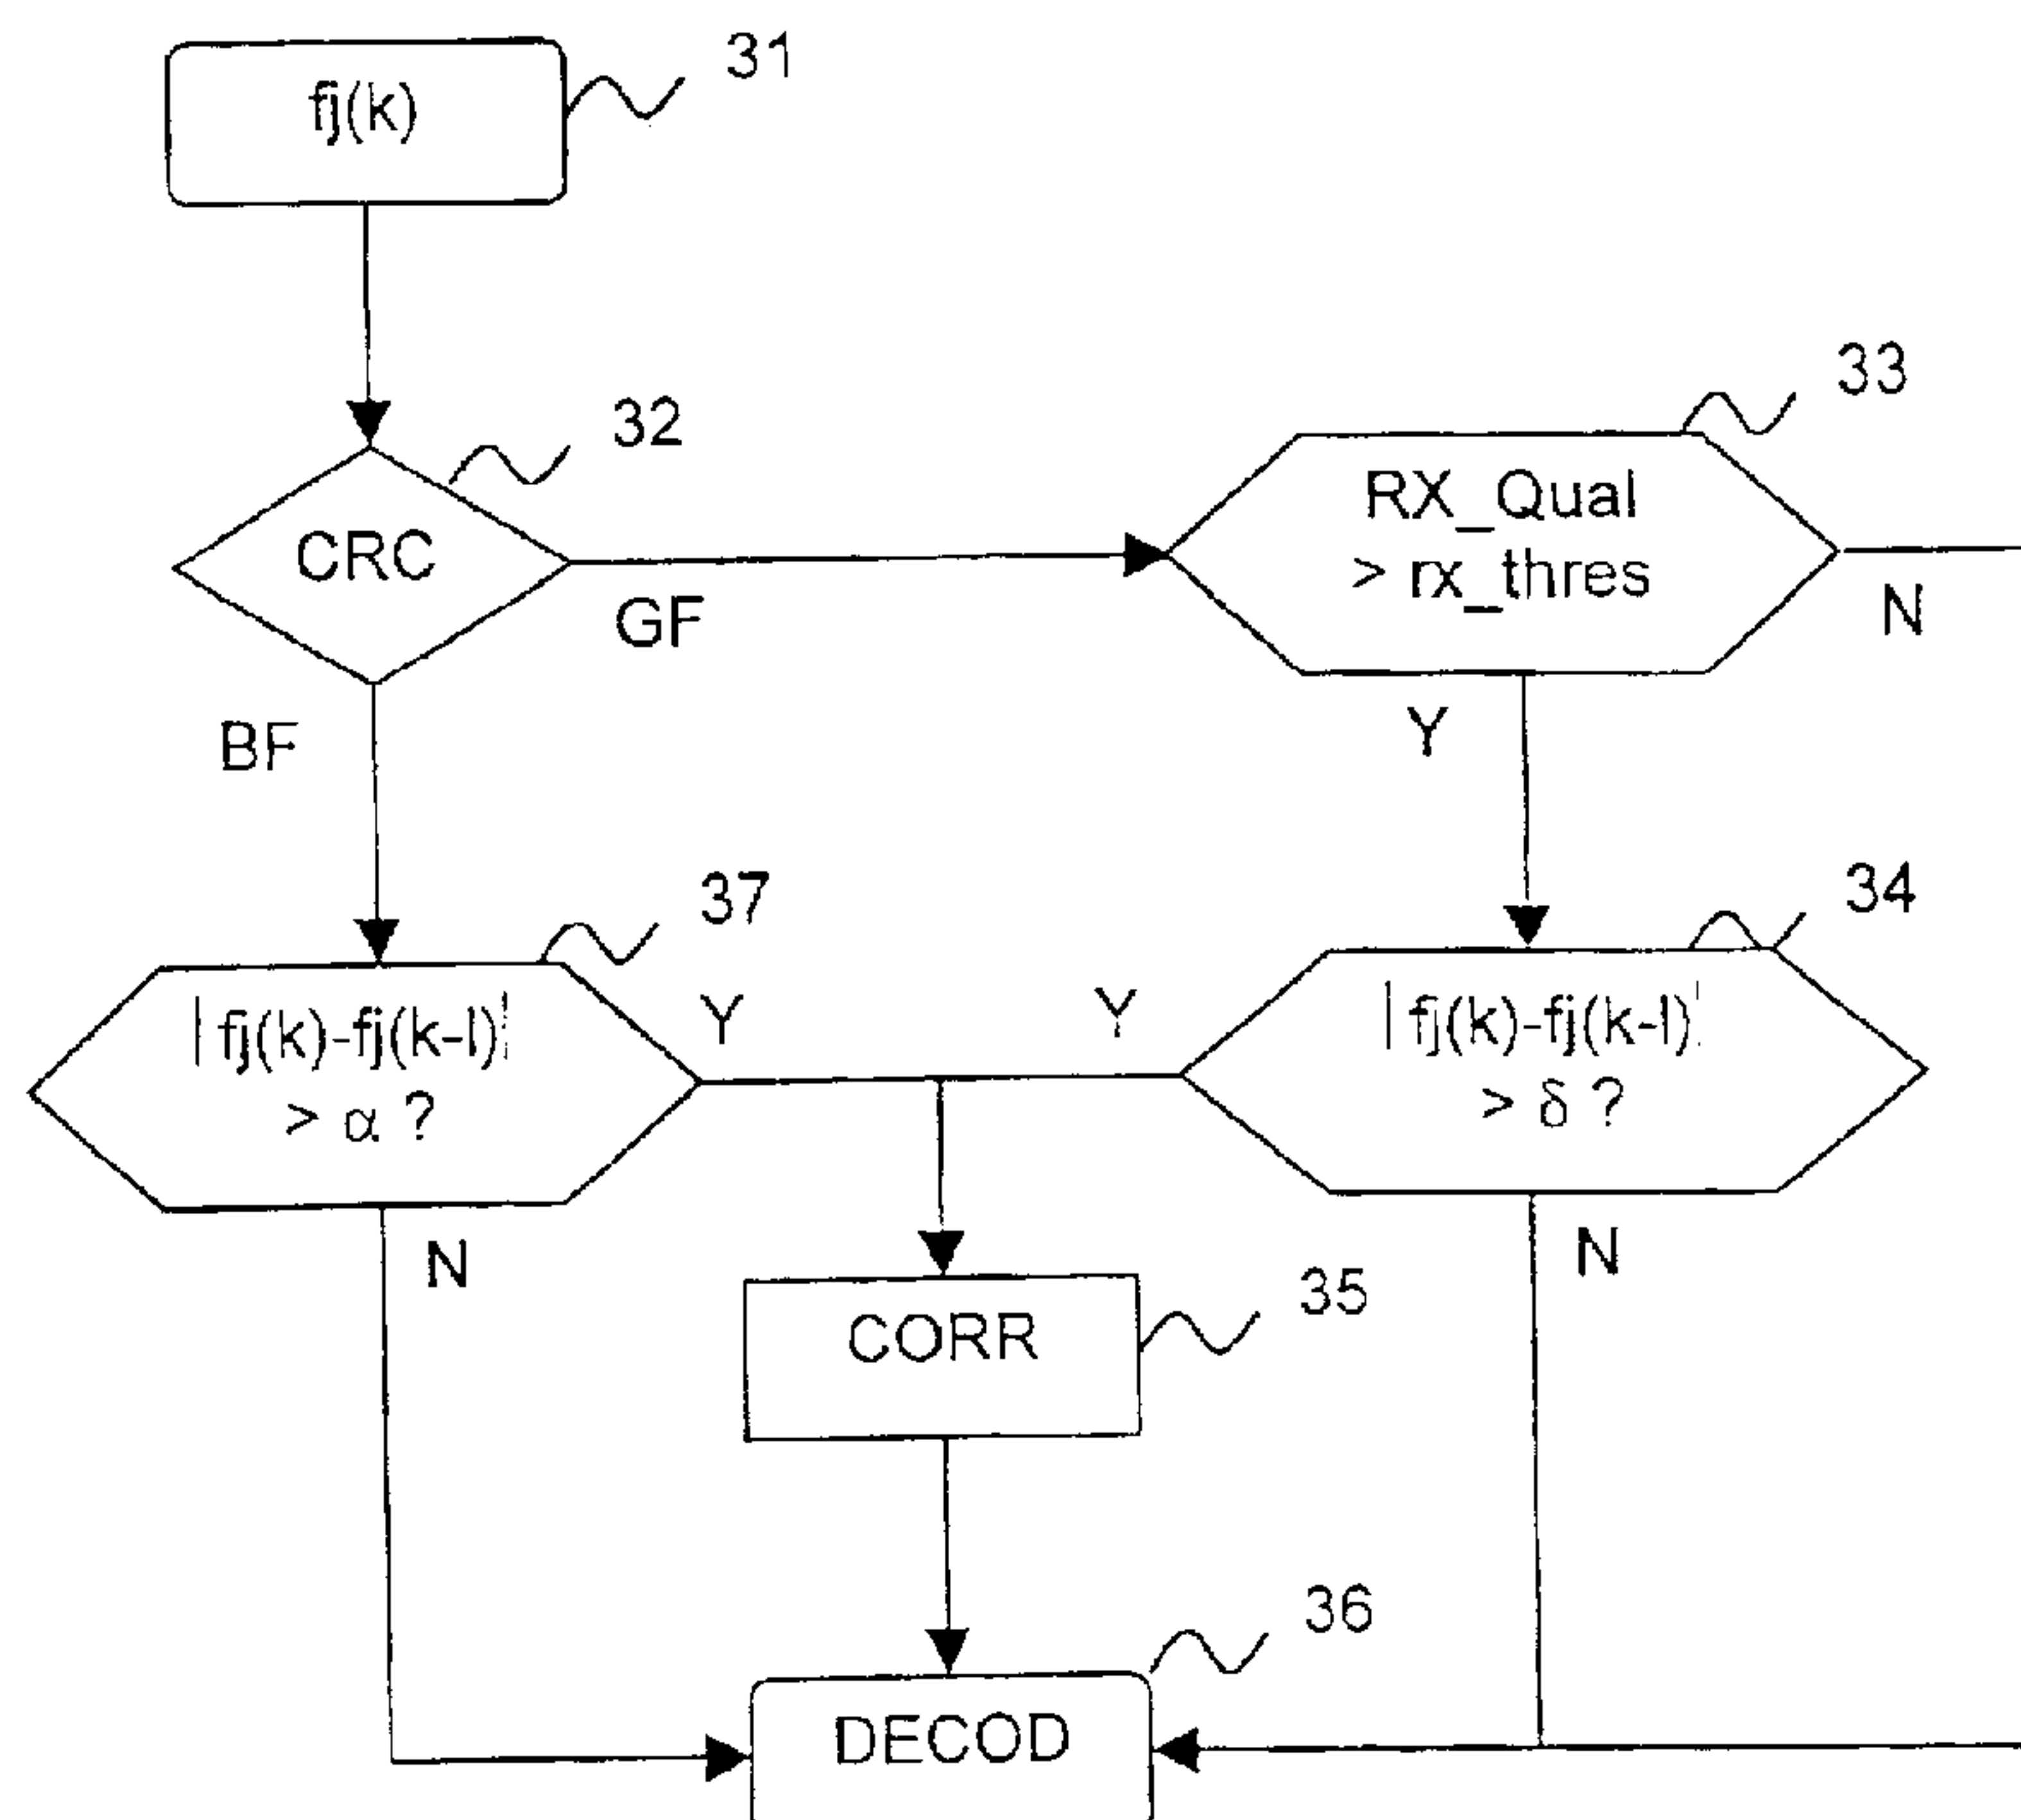 fj(k)
31
CRC
32
GF
BF
RX_Qual
> rx_thres
33
N
Y
| fj(k)-fj(k-l)|
> α ?
37
Y
N
| fj(k)-fj(k-l)|
> δ ?
34
Y
N
CORR
35
DECOD
36